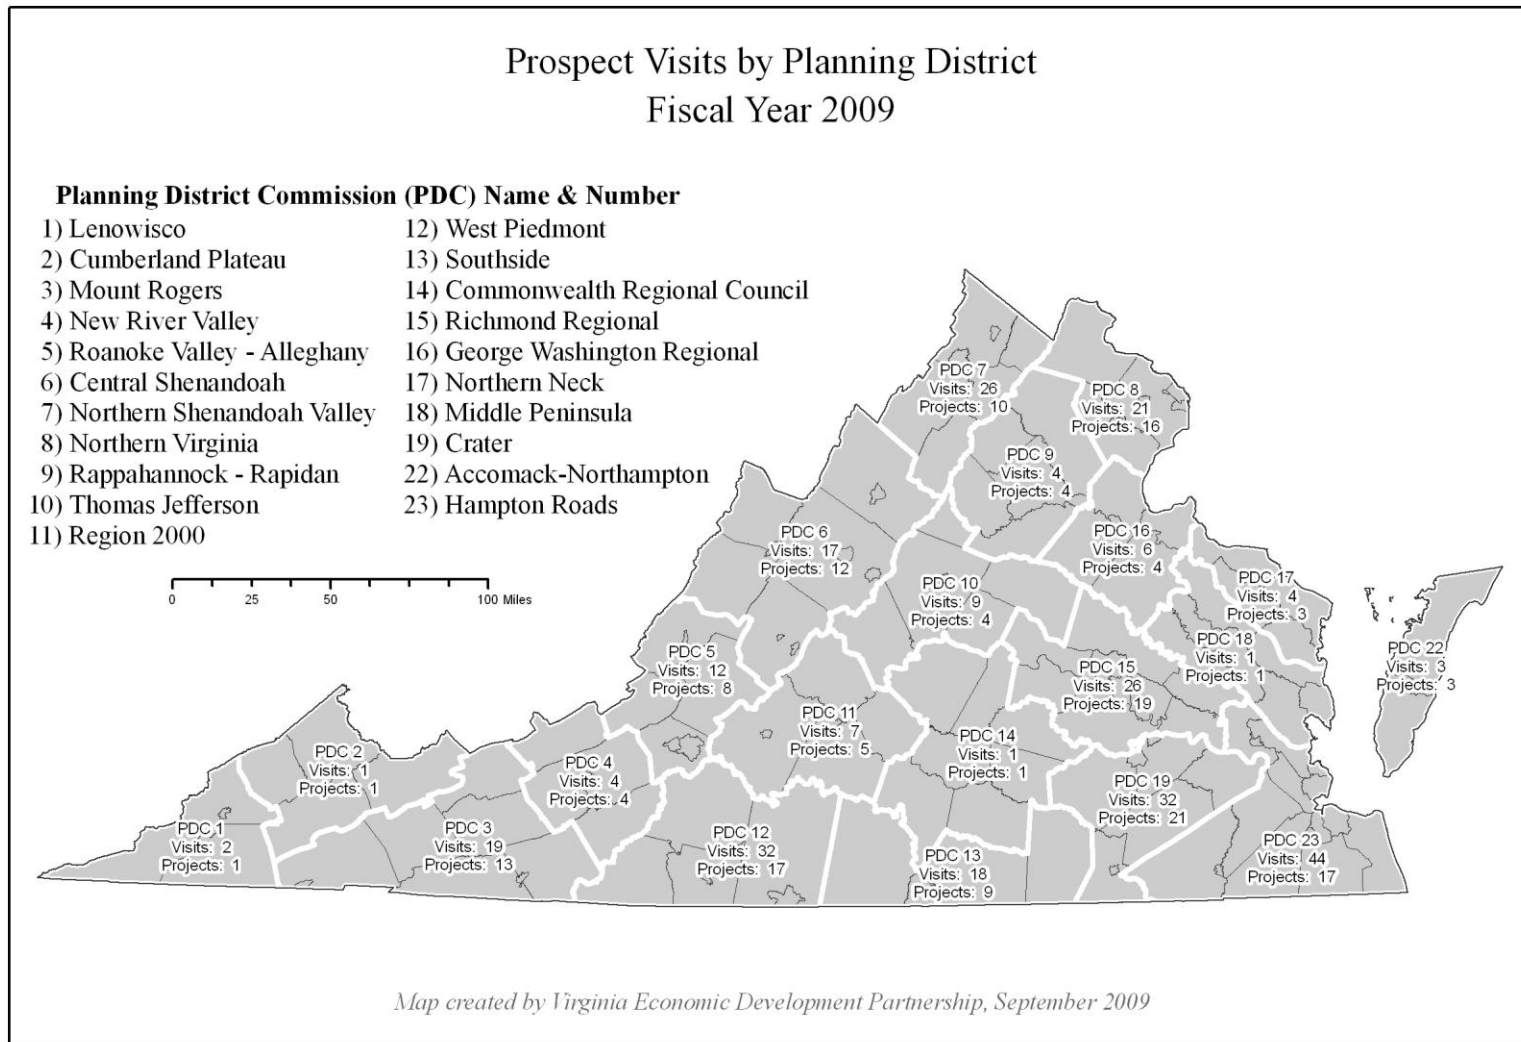 Prospect Visits by Planning District
Fiscal Year 2009
Planning District Commission (PDC) Name & Number
1) Lenowisco
2) Cumberland Plateau
3) Mount Rogers
4) New River Valley
5) Roanoke Valley - Alleghany
6) Central Shenandoah
7) Northern Shenandoah Valley
8) Northern Virginia
9) Rappahannock - Rapidan
10) Thomas Jefferson
11) Region 2000
12) West Piedmont
13) Southside
14) Commonwealth Regional Council
15) Richmond Regional
16) George Washington Regional
17) Northern Neck
18) Middle Peninsula
19) Crater
22) Accomack-Northampton
23) Hampton Roads
0 25 50 100 Miles
PDC 7
Visits: 26
Projects: 10
PDC 8
Visits: 21
Projects: 16
PDC 9
Visits: 4
Projects: 4
PDC 6
Visits: 17
Projects: 12
PDC 16
Visits: 6
Projects: 4
PDC 10
Visits: 9
Projects: 4
PDC 17
Visits: 4
Projects: 3
PDC 18
Visits: 1
Projects: 1
PDC 22
Visits: 3
Projects: 3
PDC 5
Visits: 12
Projects: 8
PDC 15
Visits: 26
Projects: 19
PDC 11
Visits: 7
Projects: 5
PDC 14
Visits: 1
Projects: 1
PDC 2
Visits: 1
Projects: 1
PDC 4
Visits: 4
Projects: 4
PDC 19
Visits: 32
Projects: 21
PDC 1
Visits: 2
Projects: 1
PDC 3
Visits: 19
Projects: 13
PDC 12
Visits: 32
Projects: 17
PDC 13
Visits: 18
Projects: 9
PDC 23
Visits: 44
Projects: 17
Map created by Virginia Economic Development Partnership, September 2009